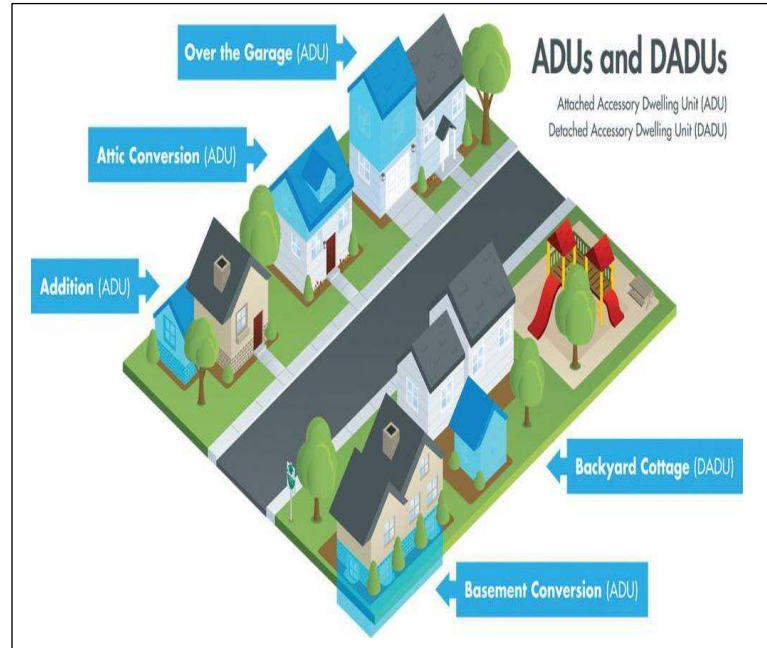 ADUs and DADUs
Attached Accessory Dwelling Unit (ADU)
Detached Accessory Dwelling Unit (DADU)
Over the Garage (ADU)
Attic Conversion (ADU)
Addition (ADU)
Backyard Cottage (DADU)
Basement Conversion (ADU)